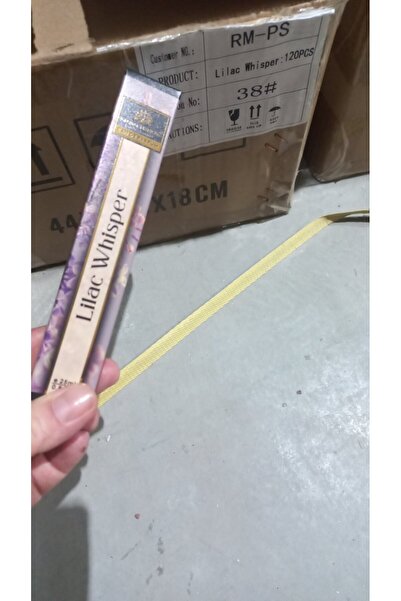 Customer NO.:
RM-PS
PRODUCT:
Lilac Whisper:120PCS
No:
38#
CAUTIONS:
X18CM
Lilac Whisper